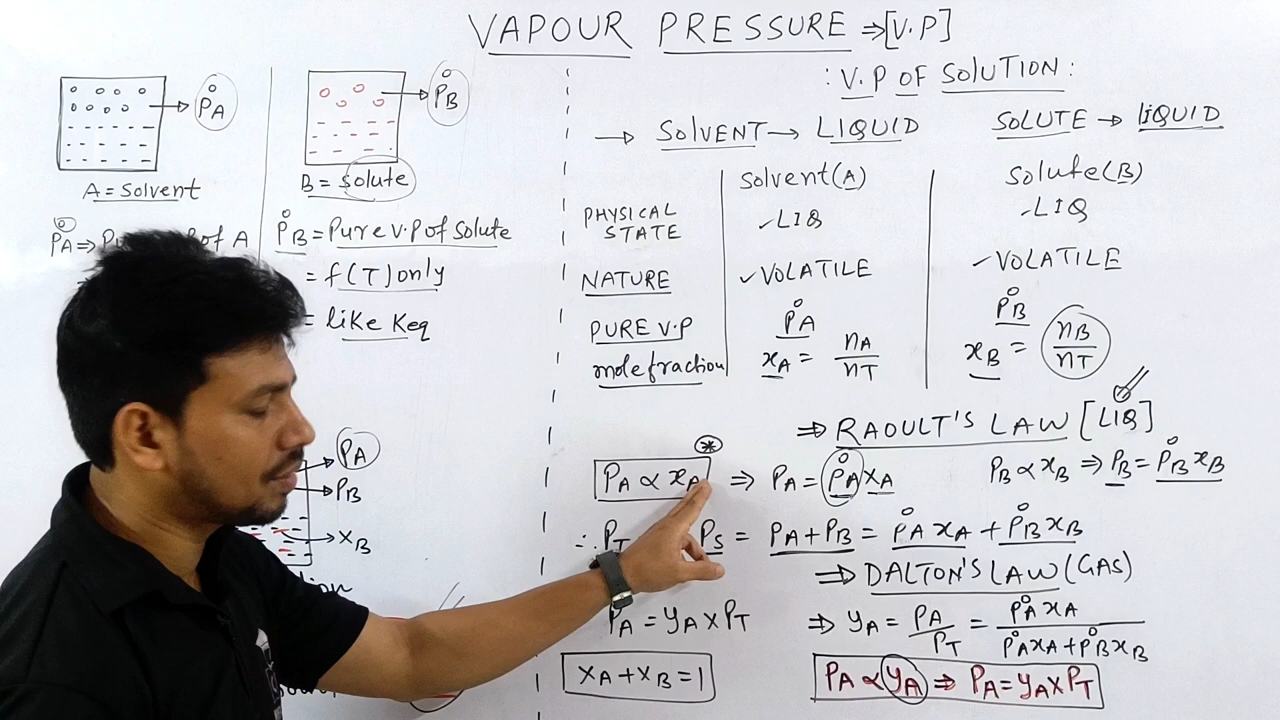 VAPOUR PRESSURE ⇒[V.P]
P°A
A = Solvent
P°A ⇒ of A
P°B
B = Solute
P°B = Pure v.p of Solute
= f(T) only
= like Keq
PA
PB
XB
: V.P OF SOLUTION :
→ SOLVENT → LIQUID
SOLUTE → LIQUID
Solvent(A)
Solute(B)
PHYSICAL STATE
✓LIQ
✓LIQ
NATURE
✓VOLATILE
✓VOLATILE
PURE V.P
P°A
P°B
mole fraction
xA = nA/nT
xB = nB/nT
⇒ RAOULT'S LAW [LIQ]
PA ∝ xA ⇒ PA = P°A xA
PB ∝ xB ⇒ PB = P°B xB
∴ PT PS = PA + PB = P°A xA + P°B xB
⇒ DALTON'S LAW (GAS)
PA = yA x PT ⇒ yA = PA/PT = P°A xA / P°A xA + P°B xB
xA + xB = 1
PA ∝ yA ⇒ PA = yA x PT